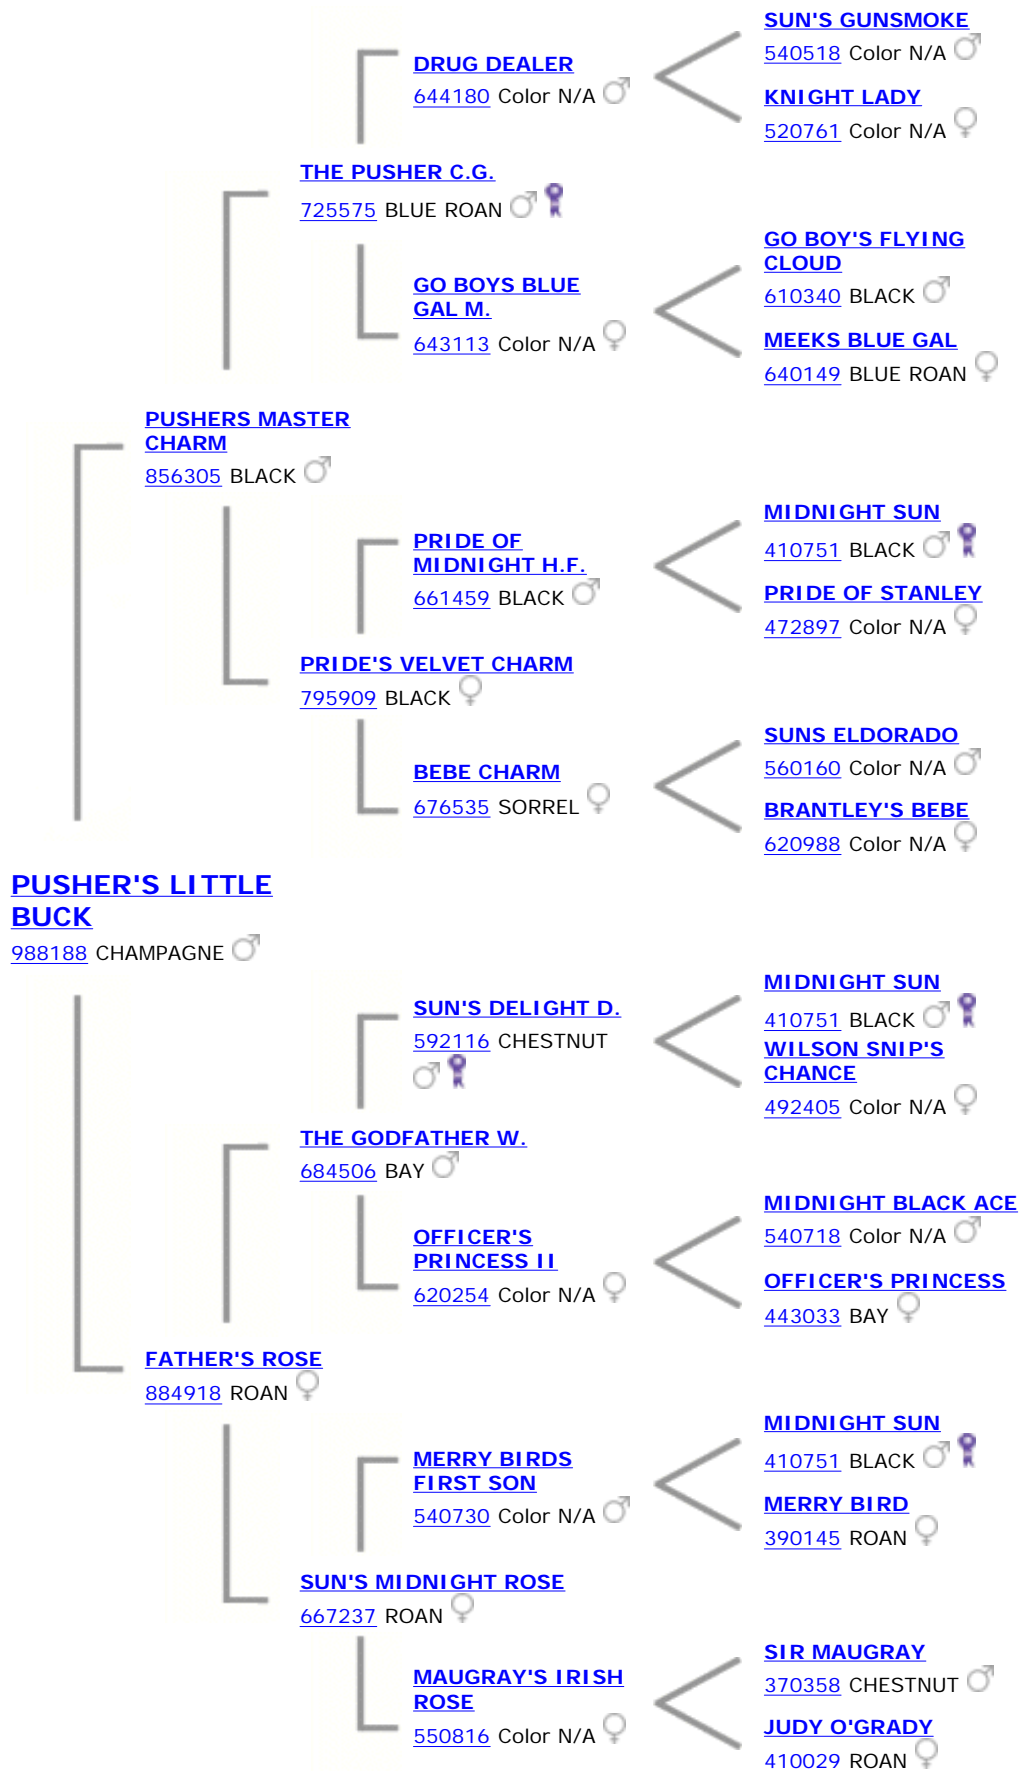 SUN'S GUNSMOKE
540518 Color N/A
DRUG DEALER
644180 Color N/A
KNIGHT LADY
520761 Color N/A
THE PUSHER C.G.
725575 BLUE ROAN
GO BOY'S FLYING
CLOUD
610340 BLACK
GO BOYS BLUE
GAL M.
643113 Color N/A
MEEKS BLUE GAL
640149 BLUE ROAN
PUSHERS MASTER
CHARM
856305 BLACK
MIDNIGHT SUN
410751 BLACK
PRIDE OF
MIDNIGHT H.F.
661459 BLACK
PRIDE OF STANLEY
472897 Color N/A
PRIDE'S VELVET CHARM
795909 BLACK
SUNS ELDORADO
560160 Color N/A
BEBE CHARM
676535 SORREL
BRANTLEY'S BEBE
620988 Color N/A
PUSHER'S LITTLE
BUCK
988188 CHAMPAGNE
MIDNIGHT SUN
410751 BLACK
SUN'S DELIGHT D.
592116 CHESTNUT
WILSON SNIP'S
CHANCE
492405 Color N/A
THE GODFATHER W.
684506 BAY
MIDNIGHT BLACK ACE
540718 Color N/A
OFFICER'S
PRINCESS II
620254 Color N/A
OFFICER'S PRINCESS
443033 BAY
FATHER'S ROSE
884918 ROAN
MIDNIGHT SUN
410751 BLACK
MERRY BIRDS
FIRST SON
540730 Color N/A
MERRY BIRD
390145 ROAN
SUN'S MIDNIGHT ROSE
667237 ROAN
SIR MAUGRAY
370358 CHESTNUT
MAUGRAY'S IRISH
ROSE
550816 Color N/A
JUDY O'GRADY
410029 ROAN